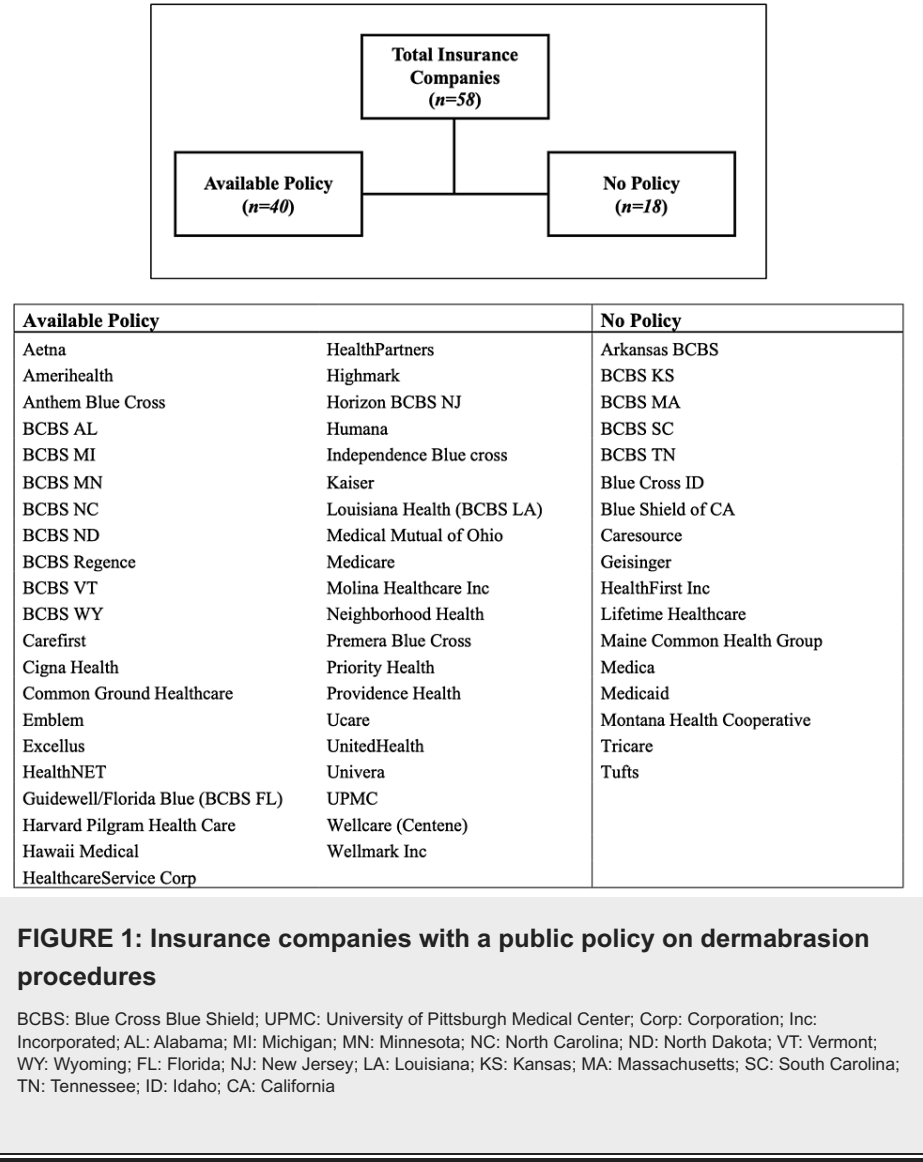 Total Insurance
Companies
(n=58)
Available Policy
(n=40)
No Policy
(n=18)
Available Policy
Aetna
Amerihealth
Anthem Blue Cross
BCBS AL
BCBS MI
BCBS MN
BCBS NC
BCBS ND
BCBS Regence
BCBS VT
BCBS WY
Carefirst
Cigna Health
Common Ground Healthcare
Emblem
Excellus
HealthNET
Guidewell/Florida Blue (BCBS FL)
Harvard Pilgram Health Care
Hawaii Medical
HealthcareService Corp
HealthPartners
Highmark
Horizon BCBS NJ
Humana
Independence Blue cross
Kaiser
Louisiana Health (BCBS LA)
Medical Mutual of Ohio
Medicare
Molina Healthcare Inc
Neighborhood Health
Premera Blue Cross
Priority Health
Providence Health
Ucare
UnitedHealth
Univera
UPMC
Wellcare (Centene)
Wellmark Inc
No Policy
Arkansas BCBS
BCBS KS
BCBS MA
BCBS SC
BCBS TN
Blue Cross ID
Blue Shield of CA
Caresource
Geisinger
HealthFirst Inc
Lifetime Healthcare
Maine Common Health Group
Medica
Medicaid
Montana Health Cooperative
Tricare
Tufts
FIGURE 1: Insurance companies with a public policy on dermabrasion
procedures
BCBS: Blue Cross Blue Shield; UPMC: University of Pittsburgh Medical Center; Corp: Corporation; Inc:
Incorporated; AL: Alabama; MI: Michigan; MN: Minnesota; NC: North Carolina; ND: North Dakota; VT: Vermont;
WY: Wyoming; FL: Florida; NJ: New Jersey; LA: Louisiana; KS: Kansas; MA: Massachusetts; SC: South Carolina;
TN: Tennessee; ID: Idaho; CA: California